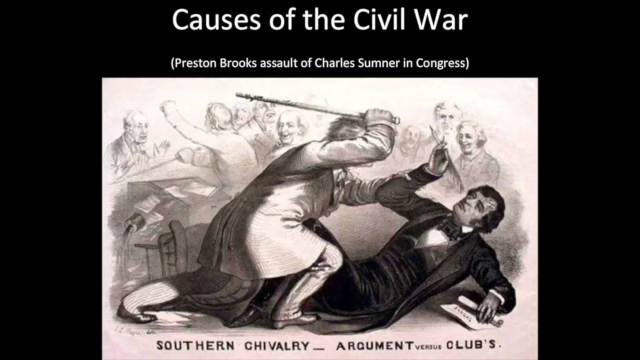 Causes of the Civil War
(Preston Brooks assault of Charles Sumner in Congress)
SOUTHERN CHIVALRY — ARGUMENT VERSUS CLUB'S.